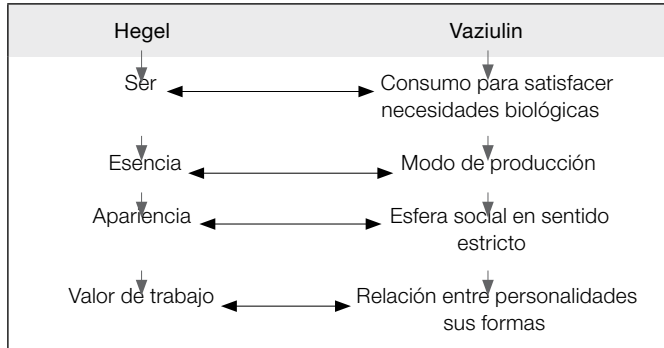 Hegel Vaziulin
Ser Consumo para satisfacer
necesidades biológicas
Esencia Modo de producción
Apariencia Esfera social en sentido
estricto
Valor de trabajo Relación entre personalidades
sus formas